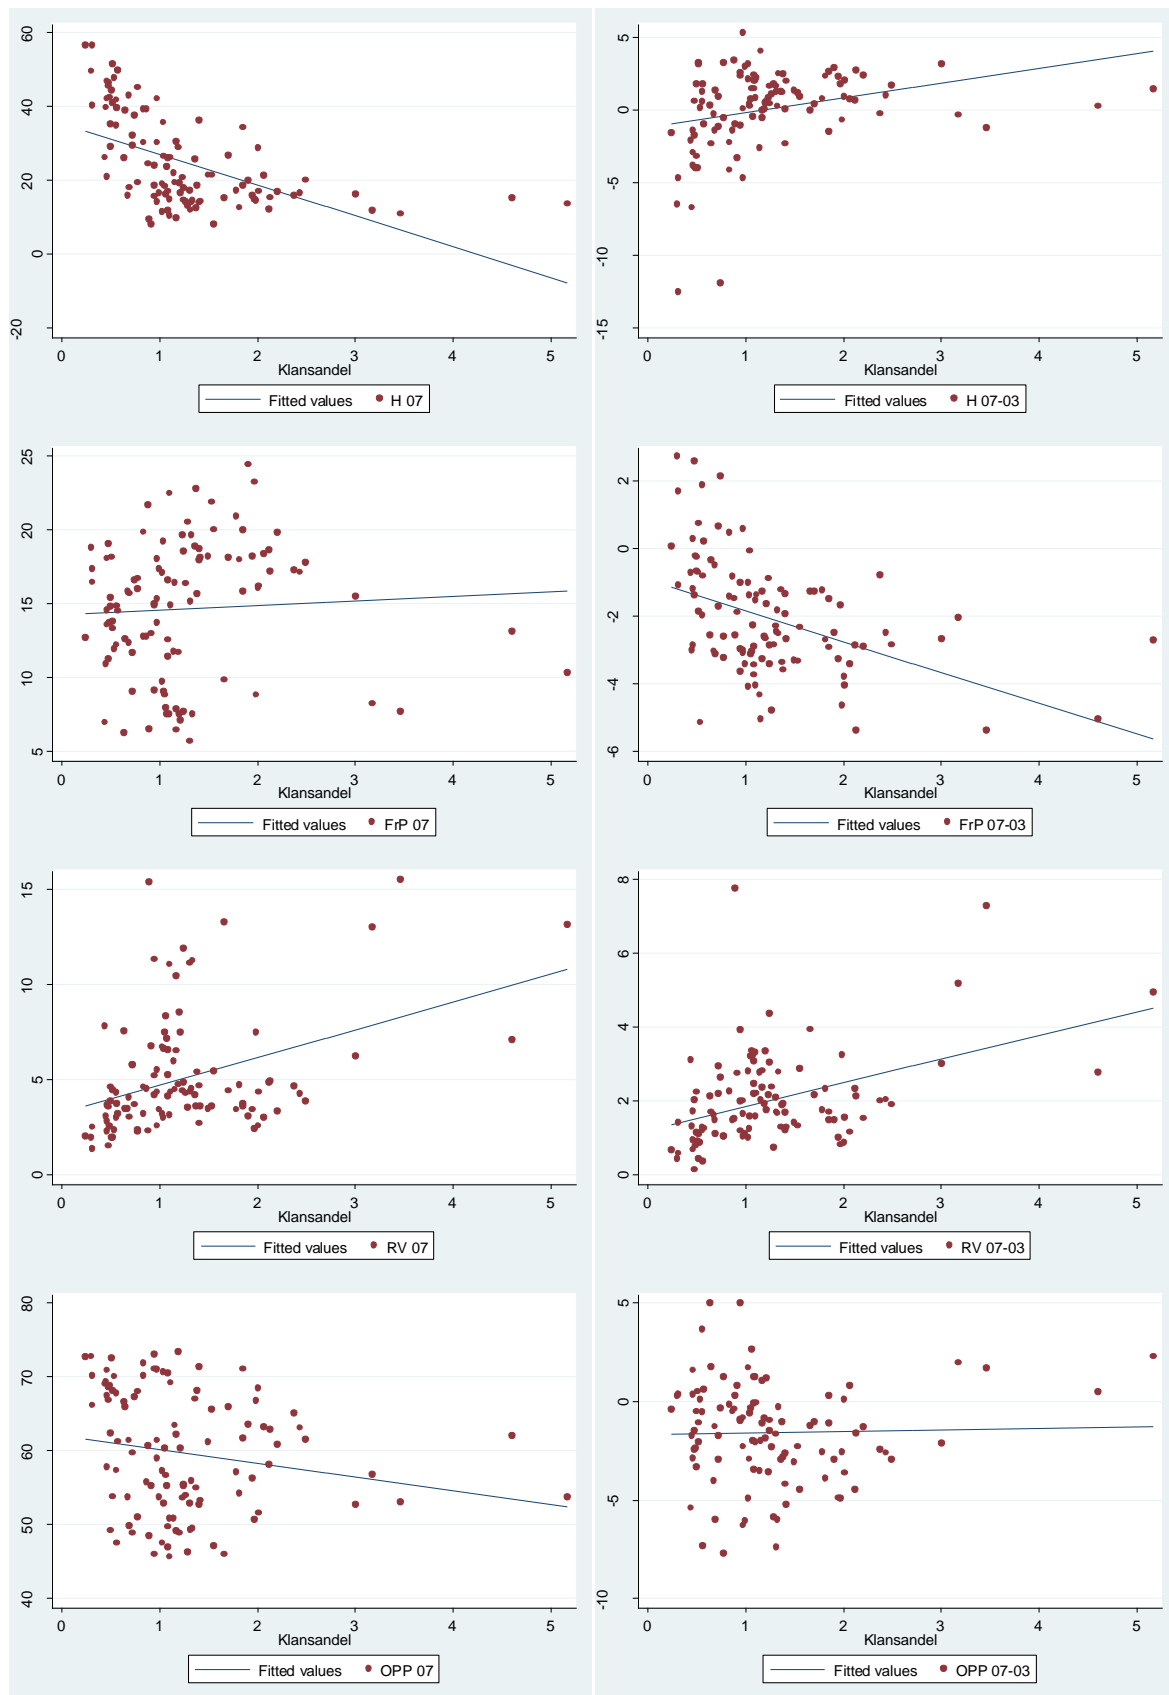 60
40
20
0
-20
0 1 2 3 4 5
Klansandel
Fitted values H 07
5
0
-5
-10
-15
0 1 2 3 4 5
Klansandel
Fitted values H 07-03
25
20
15
10
5
0 1 2 3 4 5
Klansandel
Fitted values FrP 07
2
0
-2
-4
-6
0 1 2 3 4 5
Klansandel
Fitted values FrP 07-03
15
10
5
0
0 1 2 3 4 5
Klansandel
Fitted values RV 07
8
6
4
2
0
0 1 2 3 4 5
Klansandel
Fitted values RV 07-03
80
70
60
50
40
0 1 2 3 4 5
Klansandel
Fitted values OPP 07
5
0
-5
-10
0 1 2 3 4 5
Klansandel
Fitted values OPP 07-03